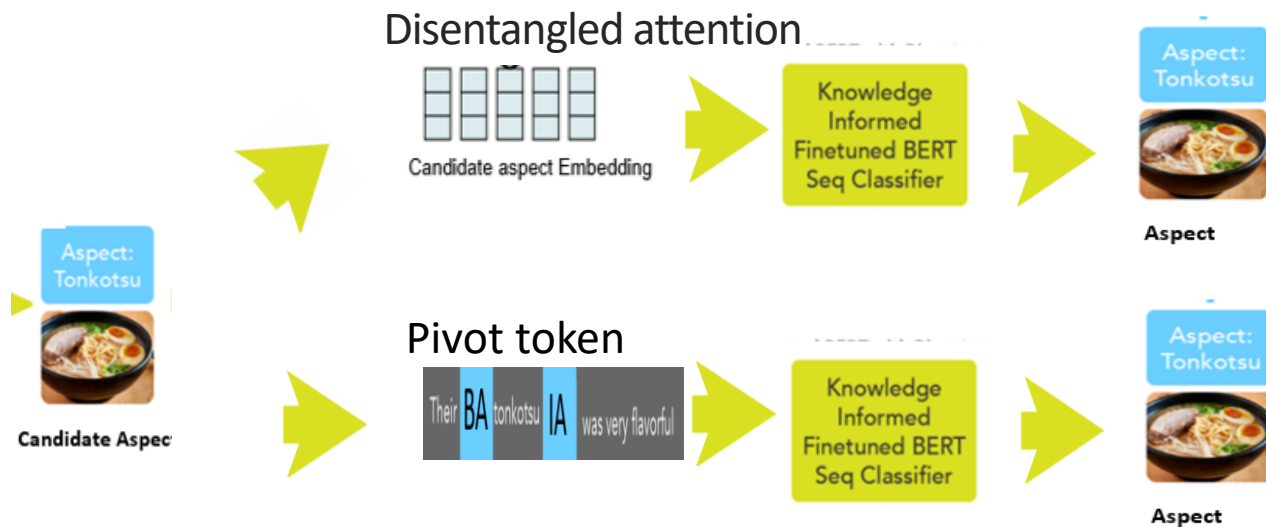 Disentangled attention
Candidate aspect Embedding
Knowledge
Informed
Finetuned BERT
Seq Classifier
Aspect:
Tonkotsu
Aspect
Aspect:
Tonkotsu
Candidate Aspec
Pivot token
Their BA tonkotsu IA was very flavorful
Knowledge
Informed
Finetuned BERT
Seq Classifier
Aspect:
Tonkotsu
Aspect